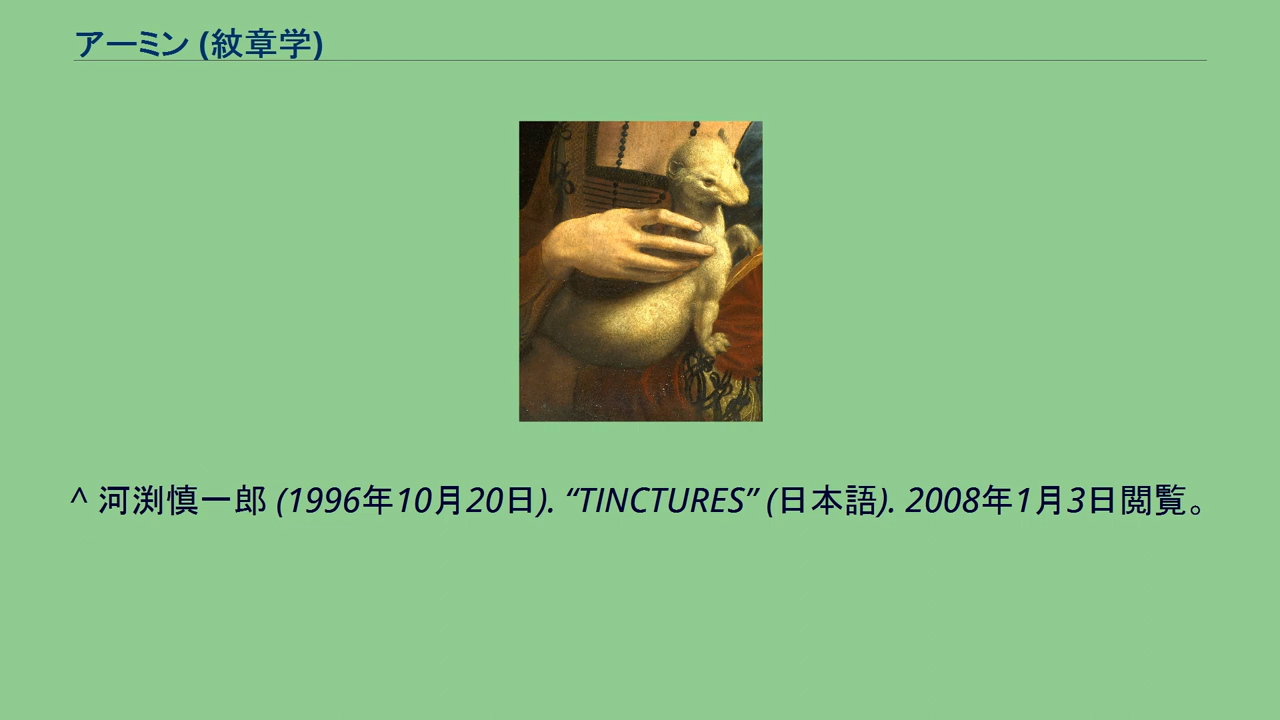 アーミン (紋章学)
^ 河渕慎一郎 (1996年10月20日). “TINCTURES” (日本語). 2008年1月3日閲覧。